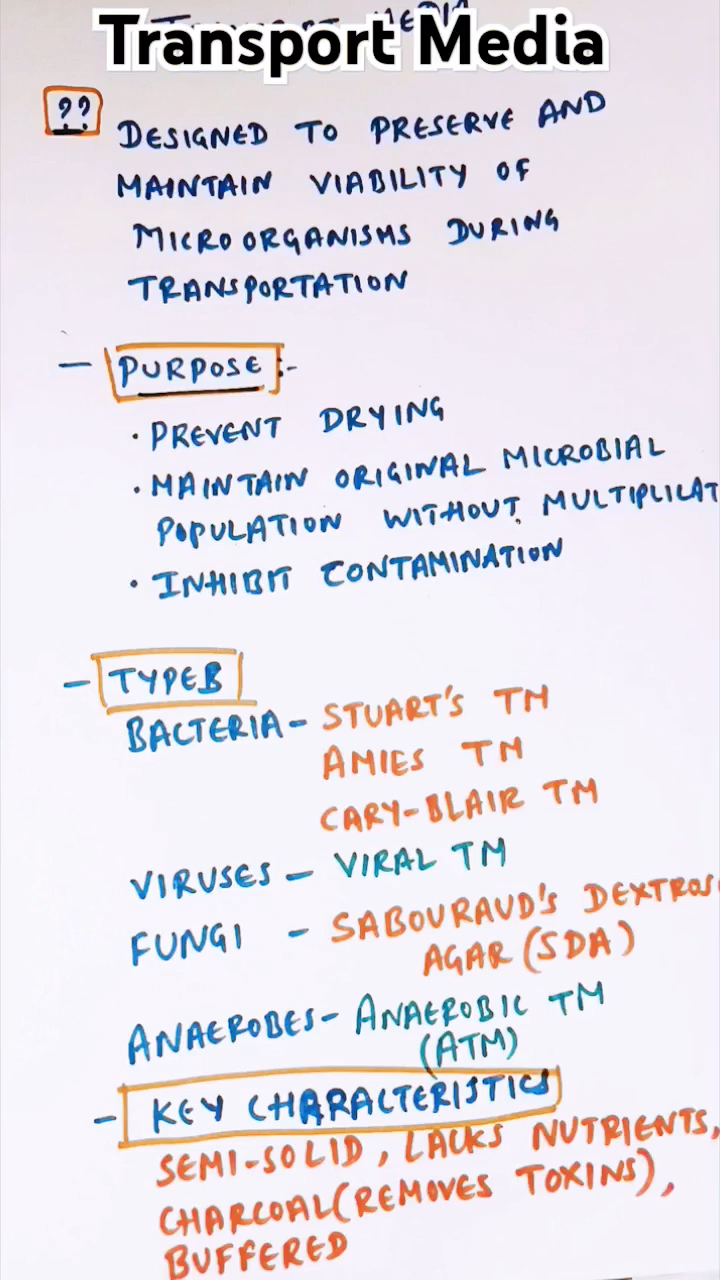 Transport Media
??
DESIGNED TO PRESERVE AND
MAINTAIN VIABILITY OF
MICROORGANISMS DURING
TRANSPORTATION
- PURPOSE :-
• PREVENT DRYING
• MAINTAIN ORIGINAL MICROBIAL
POPULATION WITHOUT MULTIPLICAT
• INHIBIT CONTAMINATION
- TYPES
BACTERIA - STUART'S TM
AMIES TM
CARY-BLAIR TM
VIRUSES - VIRAL TM
FUNGI - SABOURAUD'S DEXTROS
AGAR (SDA)
ANAEROBES - ANAEROBIC TM
(ATM)
- KEY CHARACTERISTICS
SEMI-SOLID, LACKS NUTRIENTS,
CHARCOAL (REMOVES TOXINS),
BUFFERED